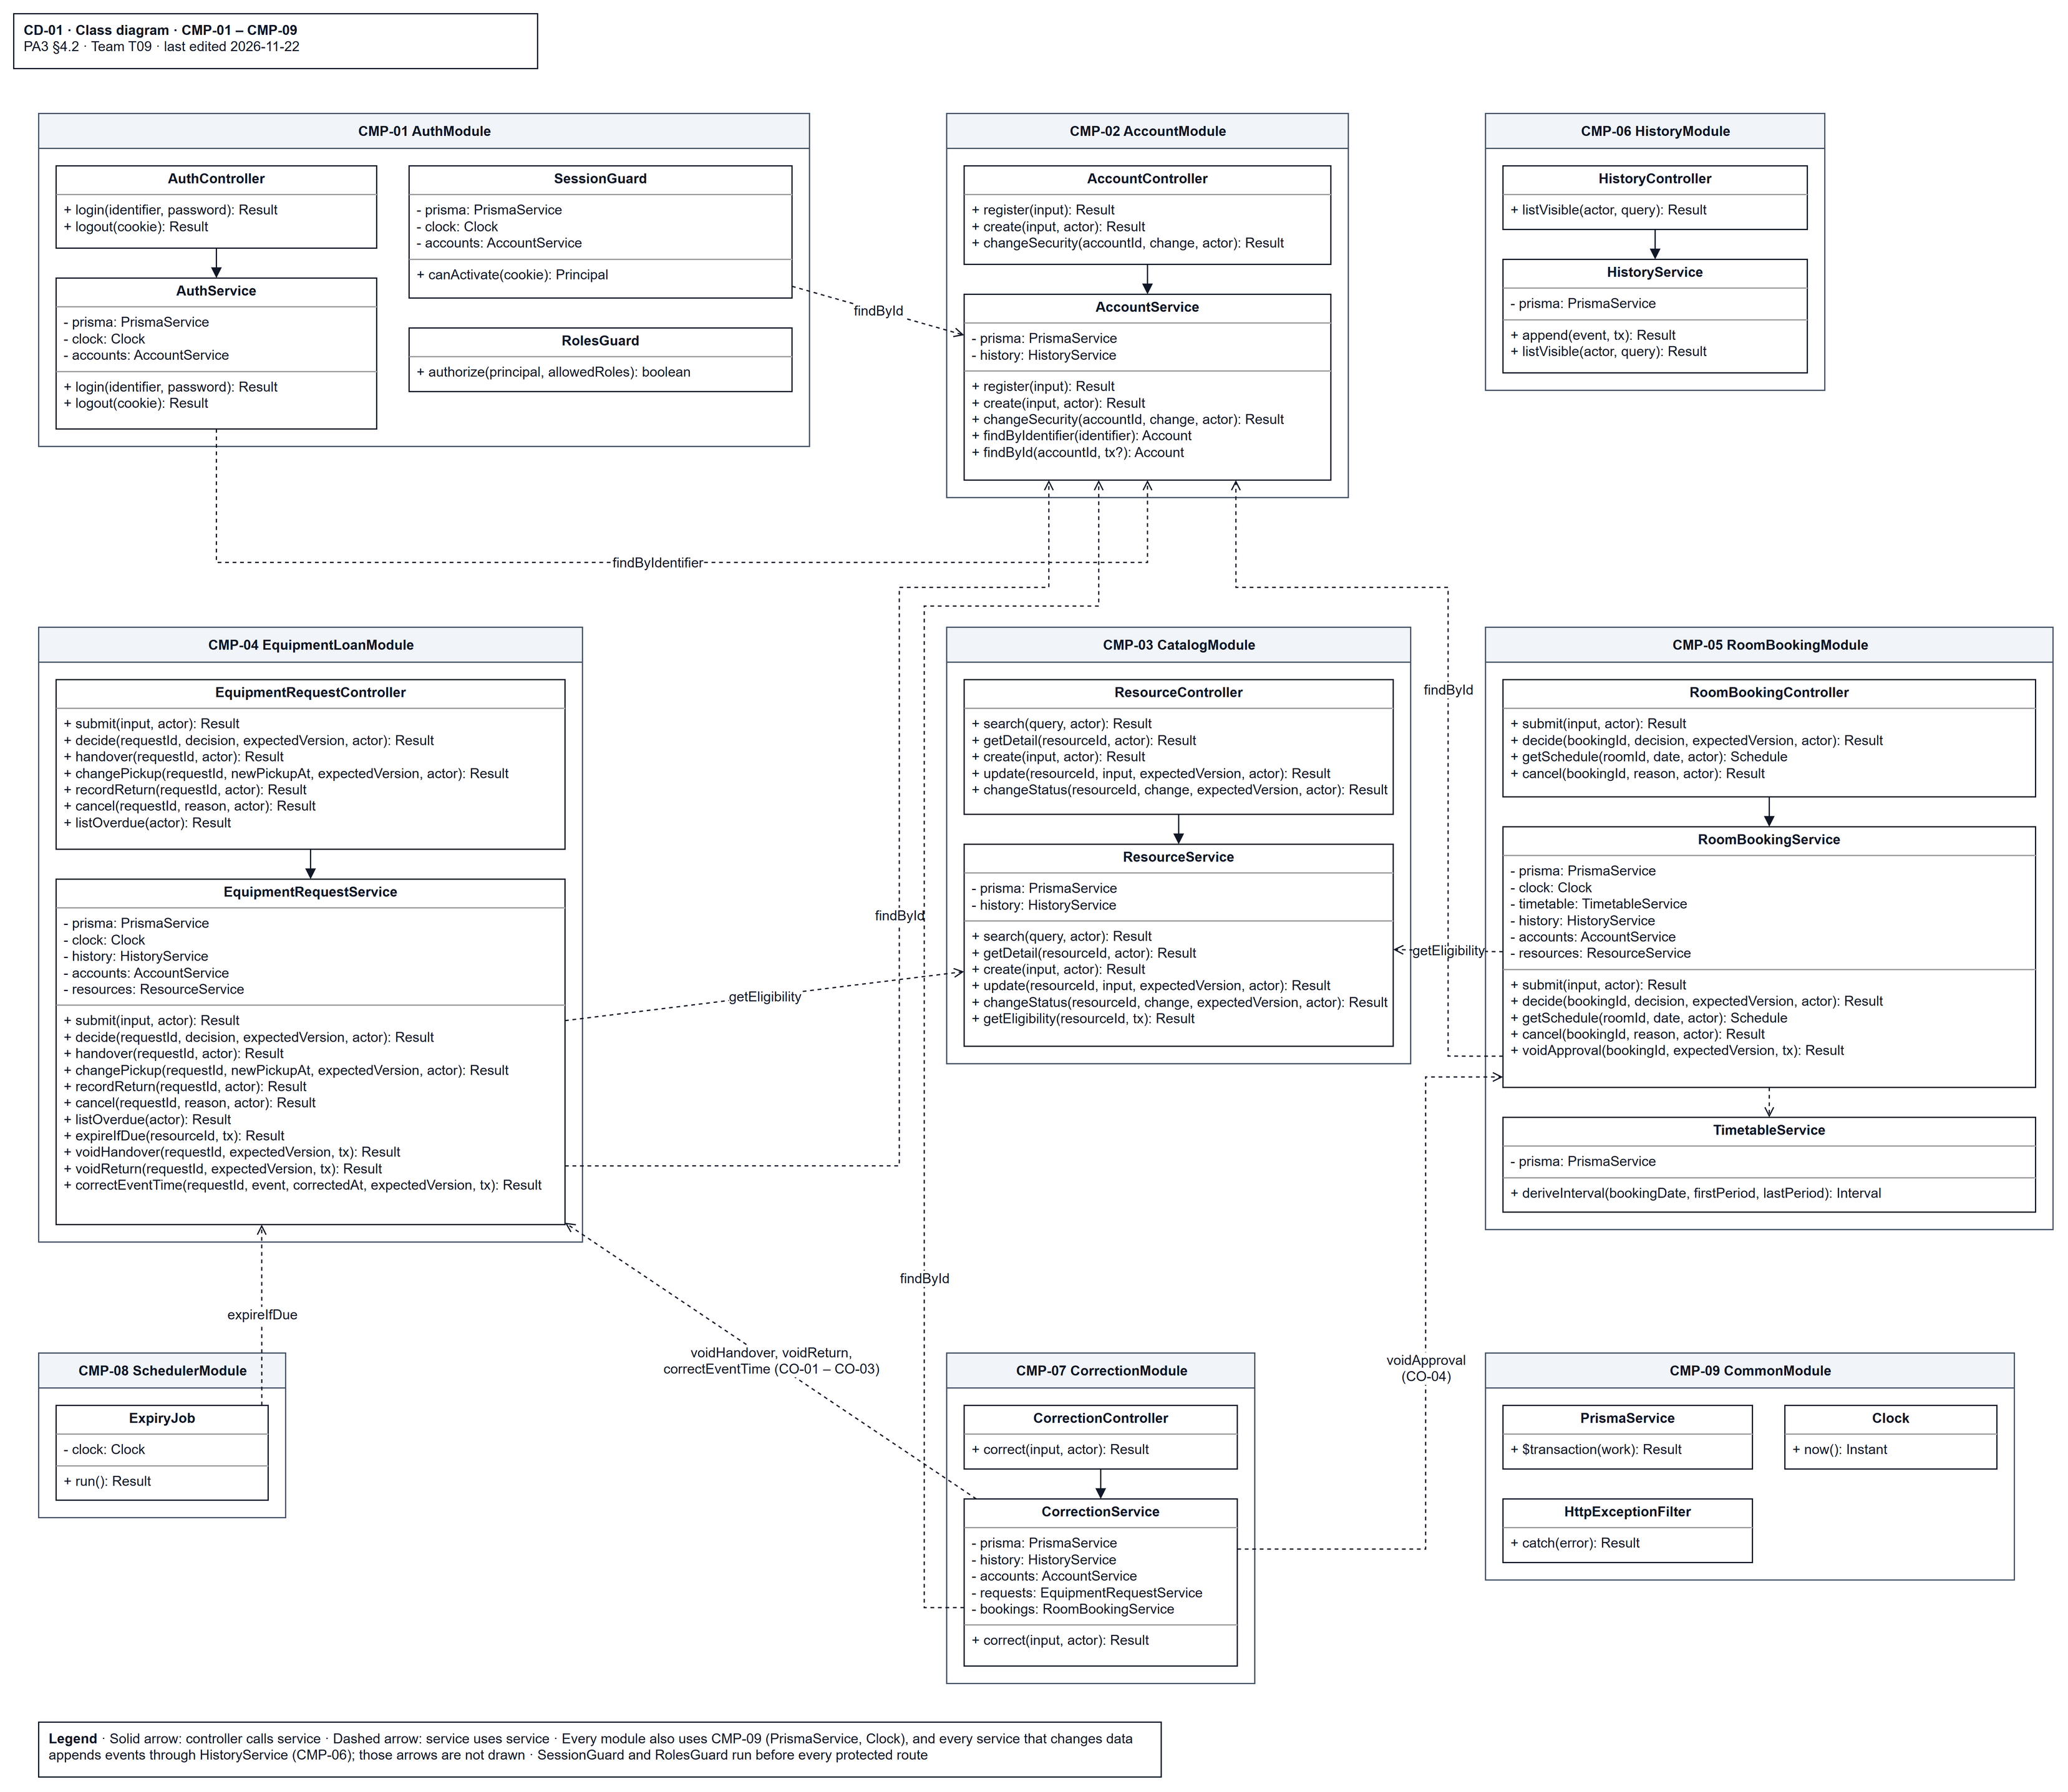 CD-01 · Class diagram · CMP-01 – CMP-09
PA3 §4.2 · Team T09 · last edited 2026-11-22
CMP-01 AuthModule
AuthController
+ login(identifier, password): Result
+ logout(cookie): Result
AuthService
- prisma: PrismaService
- clock: Clock
- accounts: AccountService
+ login(identifier, password): Result
+ logout(cookie): Result
SessionGuard
- prisma: PrismaService
- clock: Clock
- accounts: AccountService
+ canActivate(cookie): Principal
RolesGuard
+ authorize(principal, allowedRoles): boolean
findById
CMP-02 AccountModule
AccountController
+ register(input): Result
+ create(input, actor): Result
+ changeSecurity(accountId, change, actor): Result
AccountService
- prisma: PrismaService
- history: HistoryService
+ register(input): Result
+ create(input, actor): Result
+ changeSecurity(accountId, change, actor): Result
+ findByIdentifier(identifier): Account
+ findById(accountId, tx?): Account
CMP-06 HistoryModule
HistoryController
+ listVisible(actor, query): Result
HistoryService
- prisma: PrismaService
+ append(event, tx): Result
+ listVisible(actor, query): Result
findByIdentifier
CMP-04 EquipmentLoanModule
EquipmentRequestController
+ submit(input, actor): Result
+ decide(requestId, decision, expectedVersion, actor): Result
+ handover(requestId, actor): Result
+ changePickup(requestId, newPickupAt, expectedVersion, actor): Result
+ recordReturn(requestId, actor): Result
+ cancel(requestId, reason, actor): Result
+ listOverdue(actor): Result
EquipmentRequestService
- prisma: PrismaService
- clock: Clock
- history: HistoryService
- accounts: AccountService
- resources: ResourceService
+ submit(input, actor): Result
+ decide(requestId, decision, expectedVersion, actor): Result
+ handover(requestId, actor): Result
+ changePickup(requestId, newPickupAt, expectedVersion, actor): Result
+ recordReturn(requestId, actor): Result
+ cancel(requestId, reason, actor): Result
+ listOverdue(actor): Result
+ expireIfDue(resourceId, tx): Result
+ voidHandover(requestId, expectedVersion, tx): Result
+ voidReturn(requestId, expectedVersion, tx): Result
+ correctEventTime(requestId, event, correctedAt, expectedVersion, tx): Result
findById
getEligibility
CMP-03 CatalogModule
ResourceController
+ search(query, actor): Result
+ getDetail(resourceId, actor): Result
+ create(input, actor): Result
+ update(resourceId, input, expectedVersion, actor): Result
+ changeStatus(resourceId, change, expectedVersion, actor): Result
ResourceService
- prisma: PrismaService
- history: HistoryService
+ search(query, actor): Result
+ getDetail(resourceId, actor): Result
+ create(input, actor): Result
+ update(resourceId, input, expectedVersion, actor): Result
+ changeStatus(resourceId, change, expectedVersion, actor): Result
+ getEligibility(resourceId, tx): Result
findById
getEligibility
CMP-05 RoomBookingModule
RoomBookingController
+ submit(input, actor): Result
+ decide(bookingId, decision, expectedVersion, actor): Result
+ getSchedule(roomId, date, actor): Schedule
+ cancel(bookingId, reason, actor): Result
RoomBookingService
- prisma: PrismaService
- clock: Clock
- timetable: TimetableService
- history: HistoryService
- accounts: AccountService
- resources: ResourceService
+ submit(input, actor): Result
+ decide(bookingId, decision, expectedVersion, actor): Result
+ getSchedule(roomId, date, actor): Schedule
+ cancel(bookingId, reason, actor): Result
+ voidApproval(bookingId, expectedVersion, tx): Result
TimetableService
- prisma: PrismaService
+ deriveInterval(bookingDate, firstPeriod, lastPeriod): Interval
findById
expireIfDue
voidHandover, voidReturn,
correctEventTime (CO-01 – CO-03)
voidApproval
(CO-04)
CMP-08 SchedulerModule
ExpiryJob
- clock: Clock
+ run(): Result
CMP-07 CorrectionModule
CorrectionController
+ correct(input, actor): Result
CorrectionService
- prisma: PrismaService
- history: HistoryService
- accounts: AccountService
- requests: EquipmentRequestService
- bookings: RoomBookingService
+ correct(input, actor): Result
CMP-09 CommonModule
PrismaService
+ $transaction(work): Result
Clock
+ now(): Instant
HttpExceptionFilter
+ catch(error): Result
Legend · Solid arrow: controller calls service · Dashed arrow: service uses service · Every module also uses CMP-09 (PrismaService, Clock), and every service that changes data
appends events through HistoryService (CMP-06); those arrows are not drawn · SessionGuard and RolesGuard run before every protected route